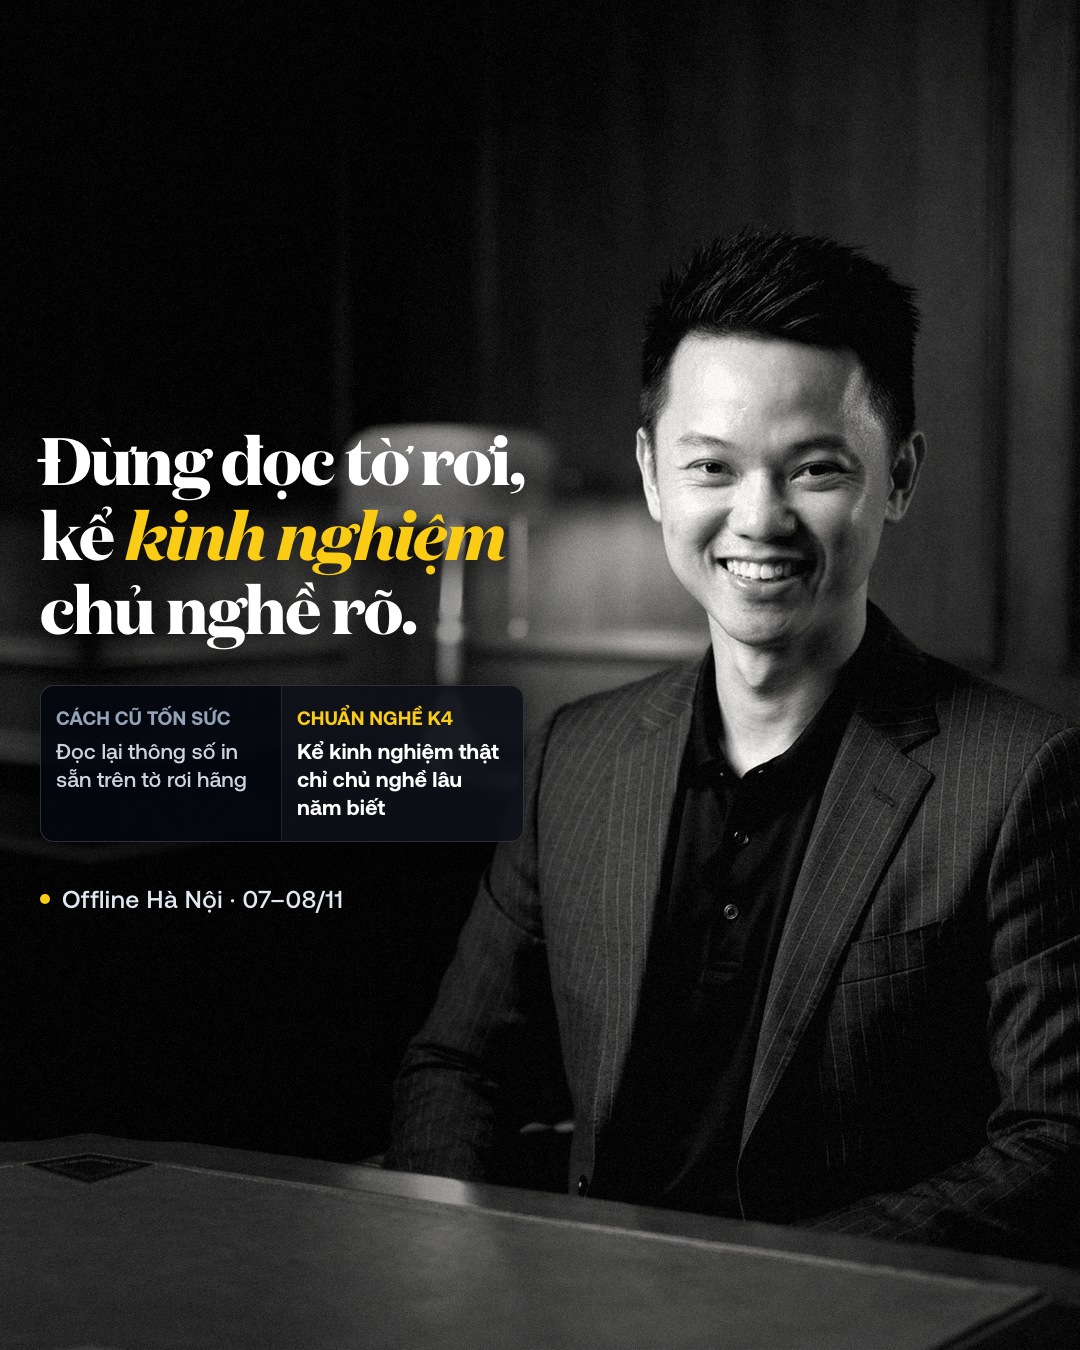 Đừng đọc tờ rơi,
kể kinh nghiệm
chủ nghề rõ.
CÁCH CŨ TỐN SỨC
Đọc lại thông số in
sẵn trên tờ rơi hãng
CHUẨN NGHỀ K4
Kể kinh nghiệm thật
chỉ chủ nghề lâu
năm biết
Offline Hà Nội · 07–08/11